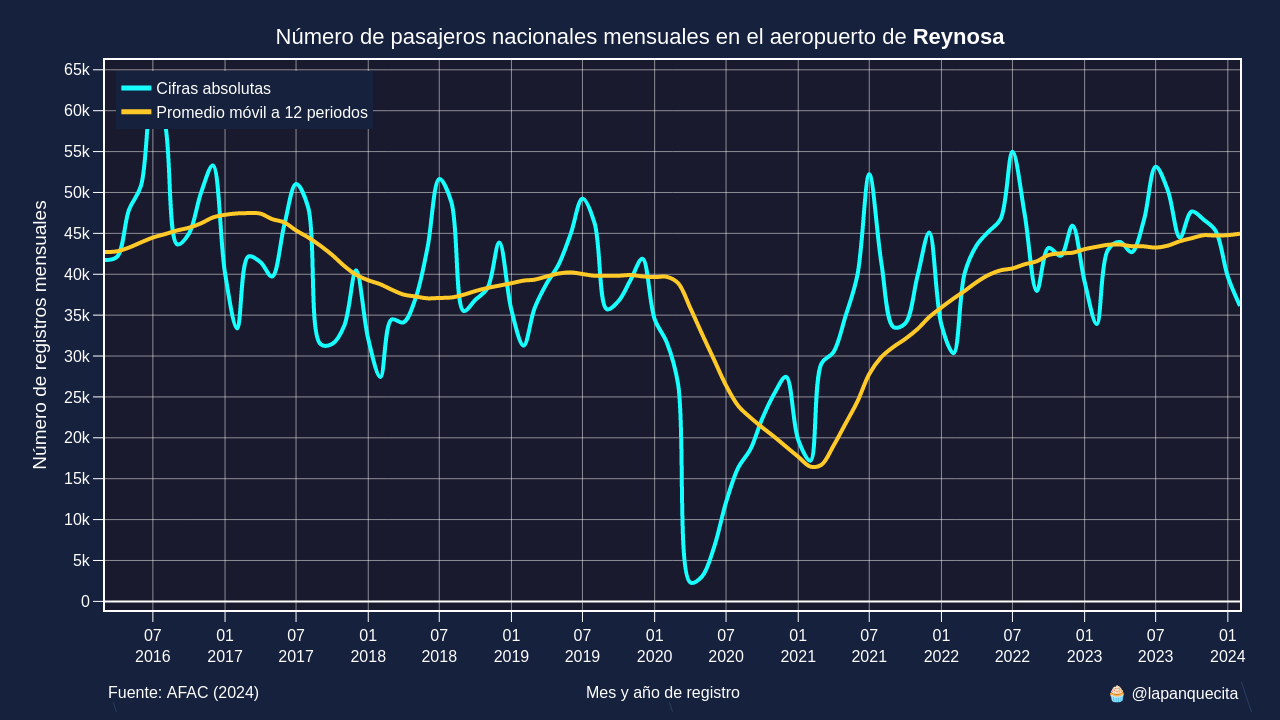 Número de pasajeros nacionales mensuales en el aeropuerto de Reynosa
Cifras absolutas
Promedio móvil a 12 periodos
Número de registros mensuales
65k
60k
55k
50k
45k
40k
35k
30k
25k
20k
15k
10k
5k
0
07 01 07 01 07 01 07 01 07 01 07 01 07 01 07 01
2016 2017 2017 2018 2018 2019 2019 2020 2020 2021 2021 2022 2022 2023 2023 2024
Fuente: AFAC (2024) Mes y año de registro 🧁 @lapanquecita